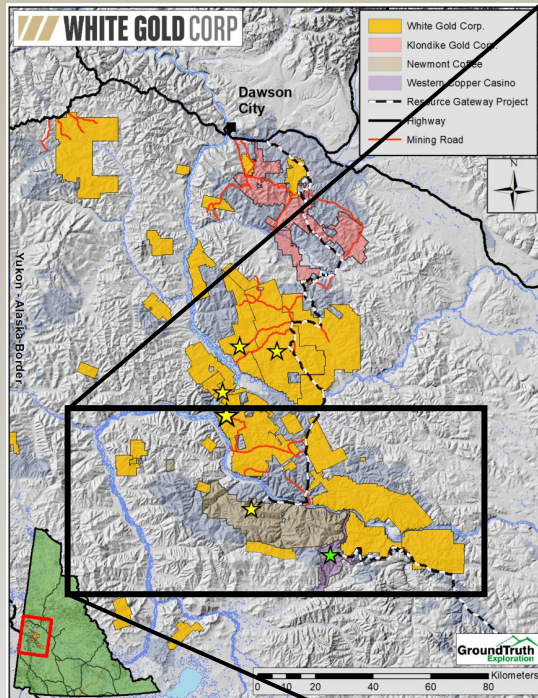 WHITE GOLD CORP
White Gold Corp.
Klondike Gold Corp.
Newmont Coffee
Western Copper Casino
Resource Gateway Project
Highway
Mining Road
Dawson
City
N
Yukon - Alaska Border
GroundTruth
Exploration
Kilometers
0 10 20 40 60 80